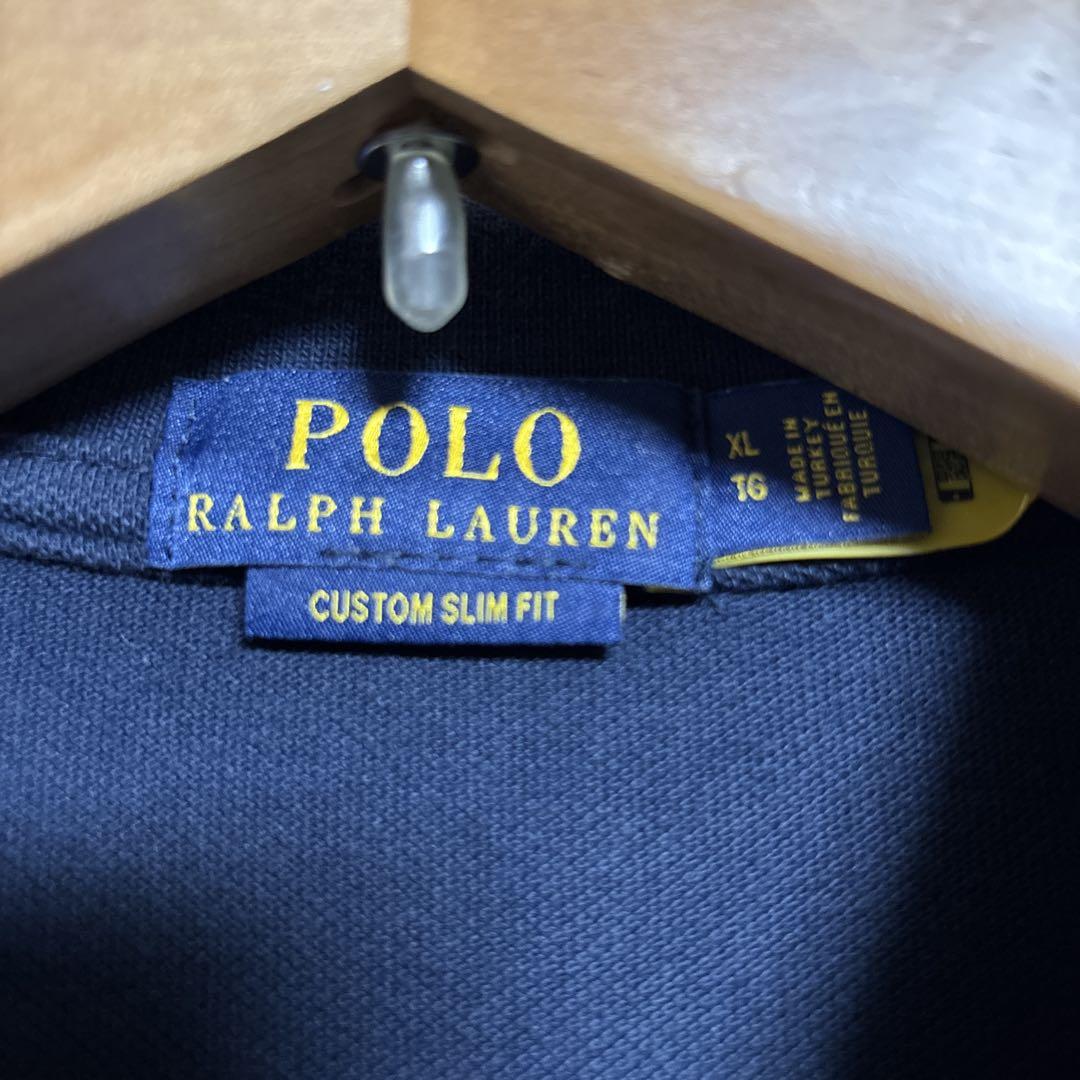 POLO
RALPH LAUREN
CUSTOM SLIM FIT
XL
TG
MADE IN
TURKEY
FABRIQUÉ EN
TURQUIE